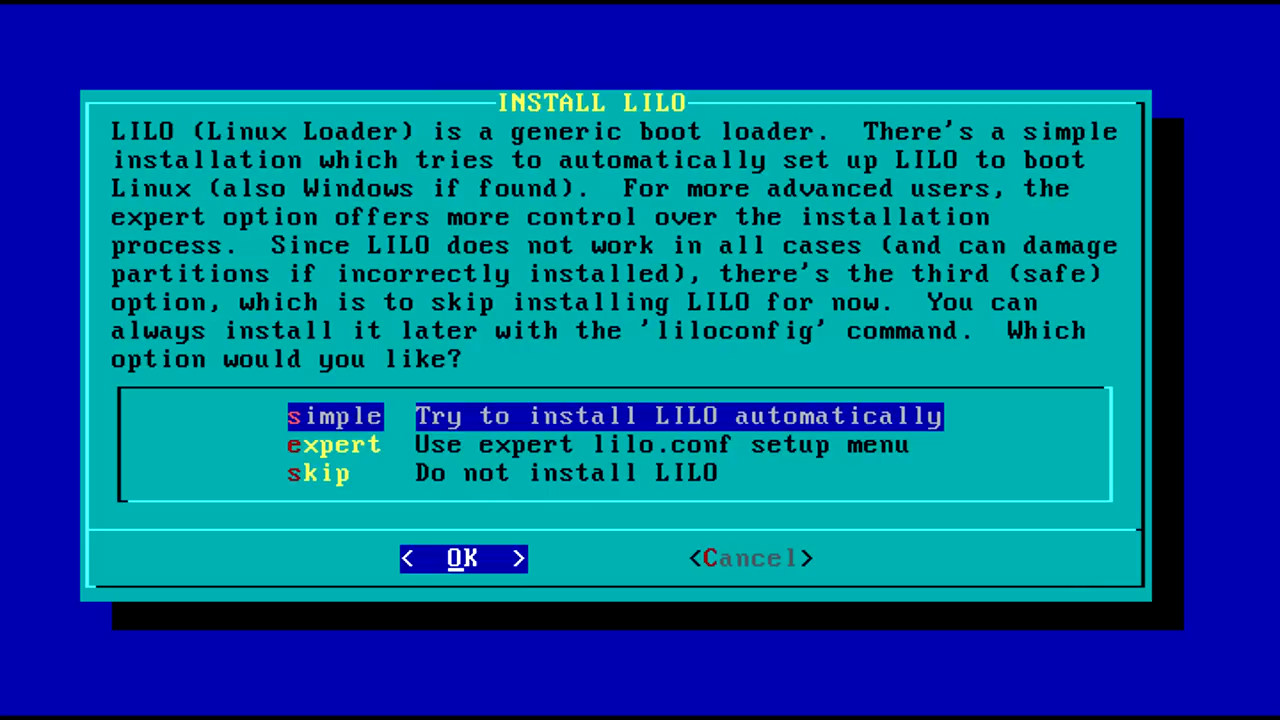 INSTALL LILO
LILO (Linux Loader) is a generic boot loader.  There's a simple
installation which tries to automatically set up LILO to boot
Linux (also Windows if found).  For more advanced users, the
expert option offers more control over the installation
process.  Since LILO does not work in all cases (and can damage
partitions if incorrectly installed), there's the third (safe)
option, which is to skip installing LILO for now.  You can
always install it later with the 'liloconfig' command.  Which
option would you like?
simple  Try to install LILO automatically
expert  Use expert lilo.conf setup menu
skip    Do not install LILO
<  OK  > <Cancel>